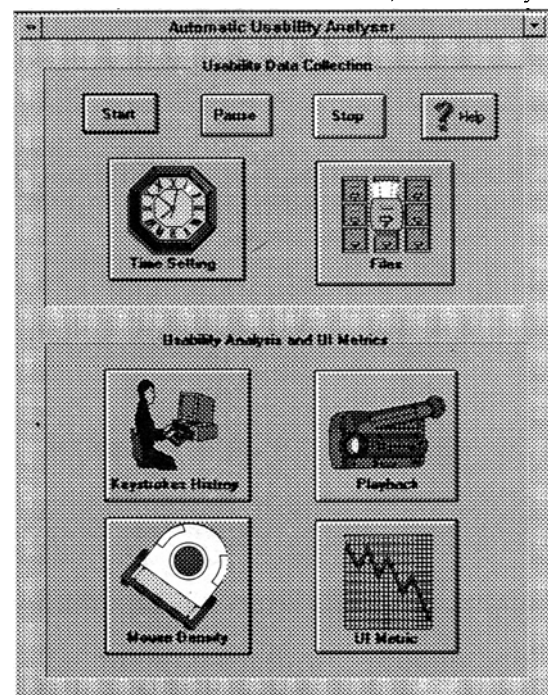 Automatic Usability Analyser
Usability Data Collection
Start Pause Stop Help
Time Setting Files
Usability Analysis and UI Metrics
Keystrokes History Playback
Mouse Density UI Metric